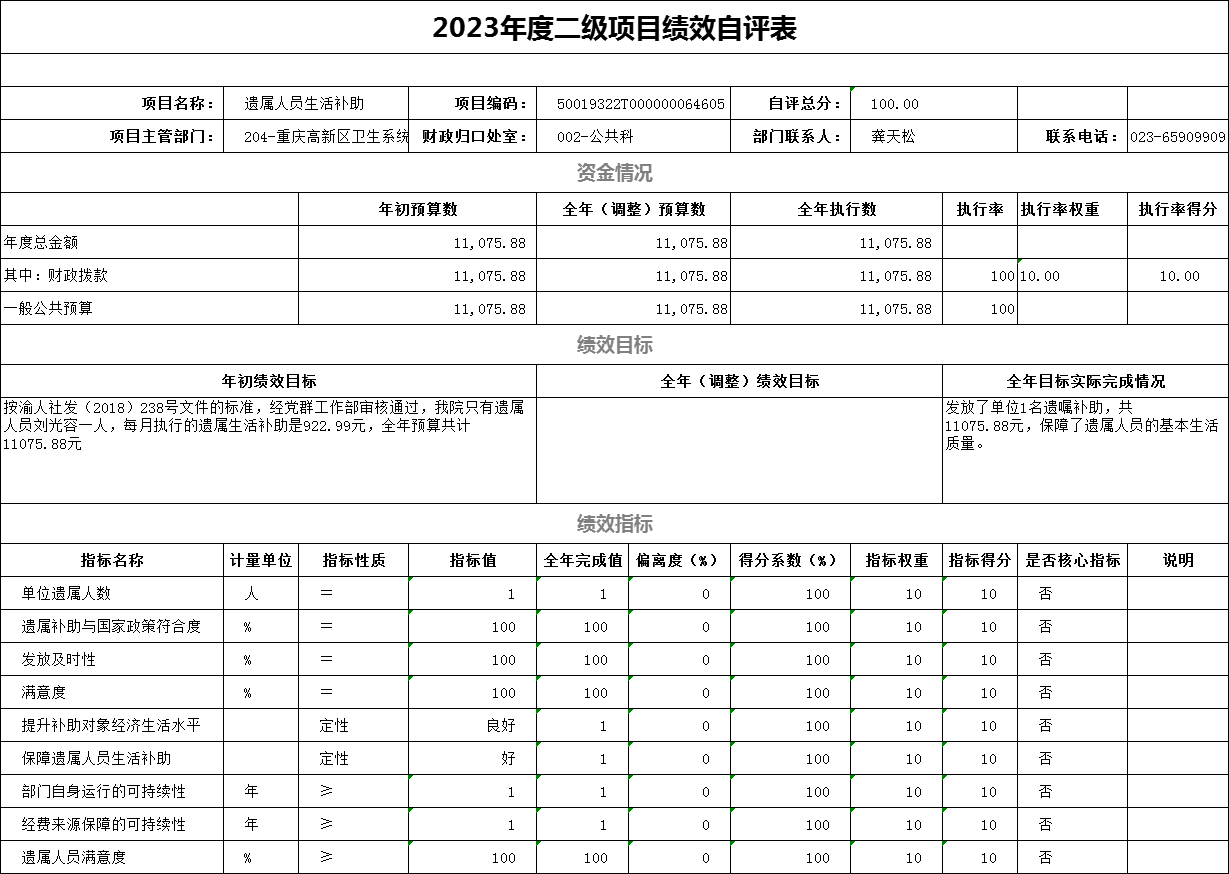 2023年度二级项目绩效自评表
项目名称： 遗属人员生活补助 项目编码： 50019322T000000064605 自评总分： 100.00
项目主管部门： 204-重庆高新区卫生系统 财政归口处室： 002-公共科 部门联系人： 龚天松 联系电话： 023-65909909
资金情况
年初预算数 全年（调整）预算数 全年执行数 执行率 执行率权重 执行率得分
年度总金额 11,075.88 11,075.88 11,075.88
其中：财政拨款 11,075.88 11,075.88 11,075.88 100 10.00 10.00
一般公共预算 11,075.88 11,075.88 11,075.88 100
绩效目标
年初绩效目标 全年（调整）绩效目标 全年目标实际完成情况
按渝人社发（2018）238号文件的标准，经党群工作部审核通过，我院只有遗属
人员刘光容一人，每月执行的遗属生活补助是922.99元，全年预算共计
11075.88元
发放了单位1名遗嘱补助，共
11075.88元，保障了遗属人员的基本生活
质量。
绩效指标
指标名称 计量单位 指标性质 指标值 全年完成值 偏离度（%） 得分系数（%） 指标权重 指标得分 是否核心指标 说明
单位遗属人数 人 ＝ 1 1 0 100 10 10 否
遗属补助与国家政策符合度 % ＝ 100 100 0 100 10 10 否
发放及时性 % ＝ 100 100 0 100 10 10 否
满意度 % ＝ 100 100 0 100 10 10 否
提升补助对象经济生活水平 定性 良好 1 0 100 10 10 否
保障遗属人员生活补助 定性 好 1 0 100 10 10 否
部门自身运行的可持续性 年 ≥ 1 1 0 100 10 10 否
经费来源保障的可持续性 年 ≥ 1 1 0 100 10 10 否
遗属人员满意度 % ≥ 100 100 0 100 10 10 否